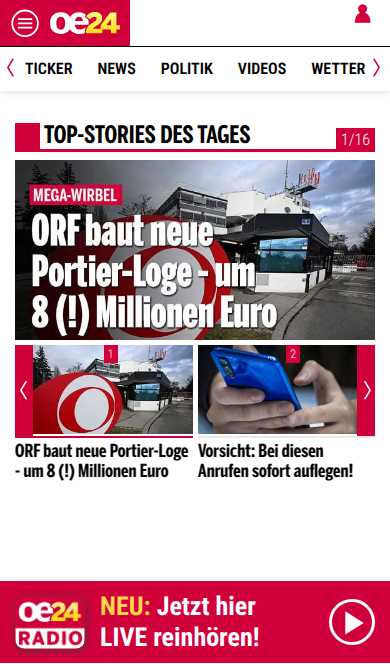 oe24
TICKER NEWS POLITIK VIDEOS WETTER
TOP-STORIES DES TAGES
1/16
MEGA-WIRBEL
ORF baut neue
Portier-Loge - um
8 (!) Millionen Euro
1
2
ORF baut neue Portier-Loge
- um 8 (!) Millionen Euro
Vorsicht: Bei diesen
Anrufen sofort auflegen!
oe24
RADIO
NEU: Jetzt hier
LIVE reinhören!